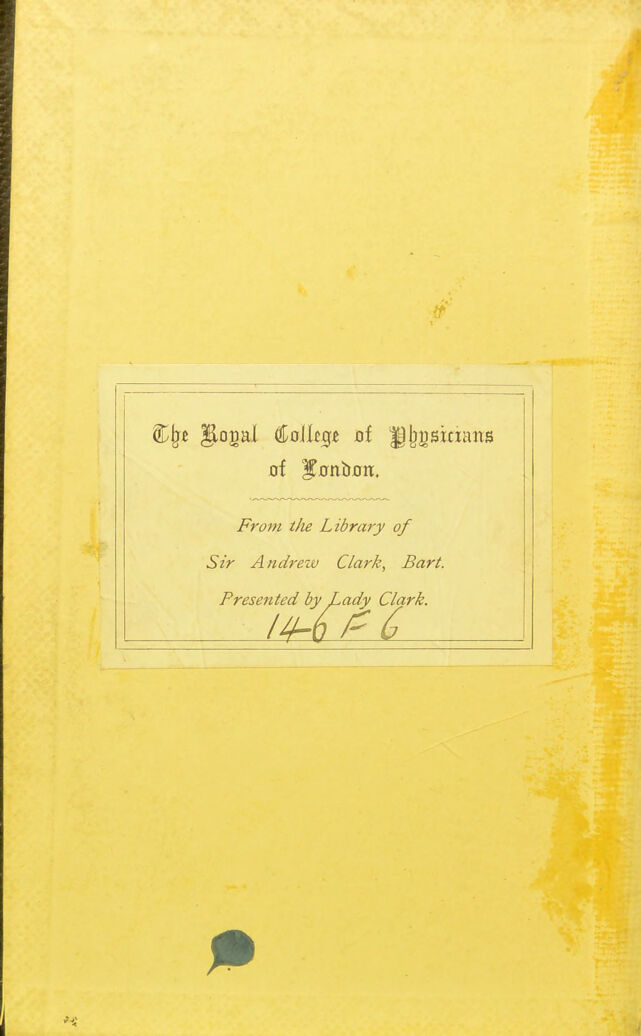 The Royal College of Physicians
of London.
From the Library of
Sir Andrew Clark, Bart.
Presented by Lady Clark.
146 F 6